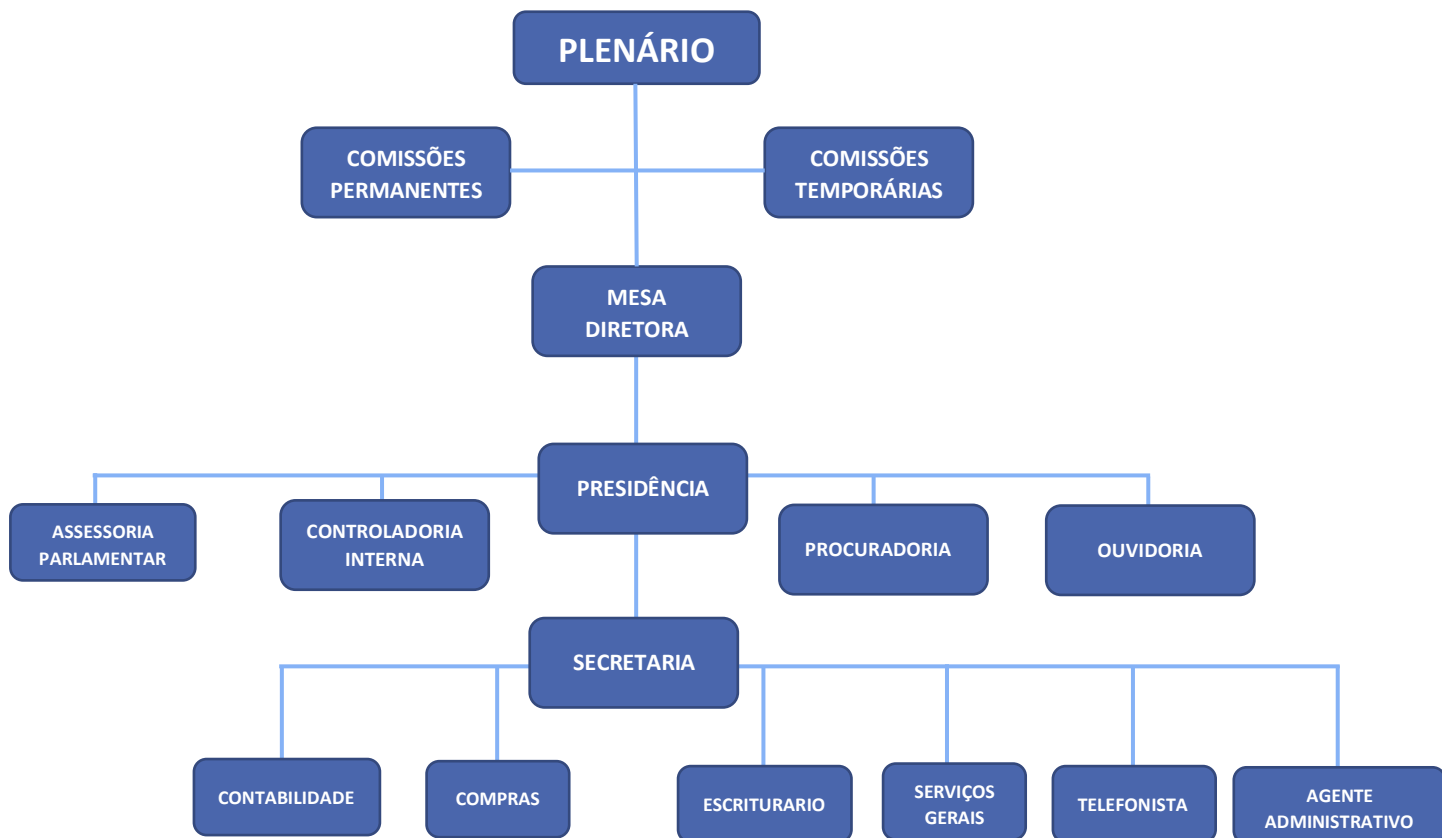 PLENÁRIO
COMISSÕES
PERMANENTES
COMISSÕES
TEMPORÁRIAS
MESA
DIRETORA
PRESIDÊNCIA
ASSESSORIA
PARLAMENTAR
CONTROLADORIA
INTERNA
PROCURADORIA
OUVIDORIA
SECRETARIA
CONTABILIDADE
COMPRAS
ESCRITURARIO
SERVIÇOS
GERAIS
TELEFONISTA
AGENTE
ADMINISTRATIVO